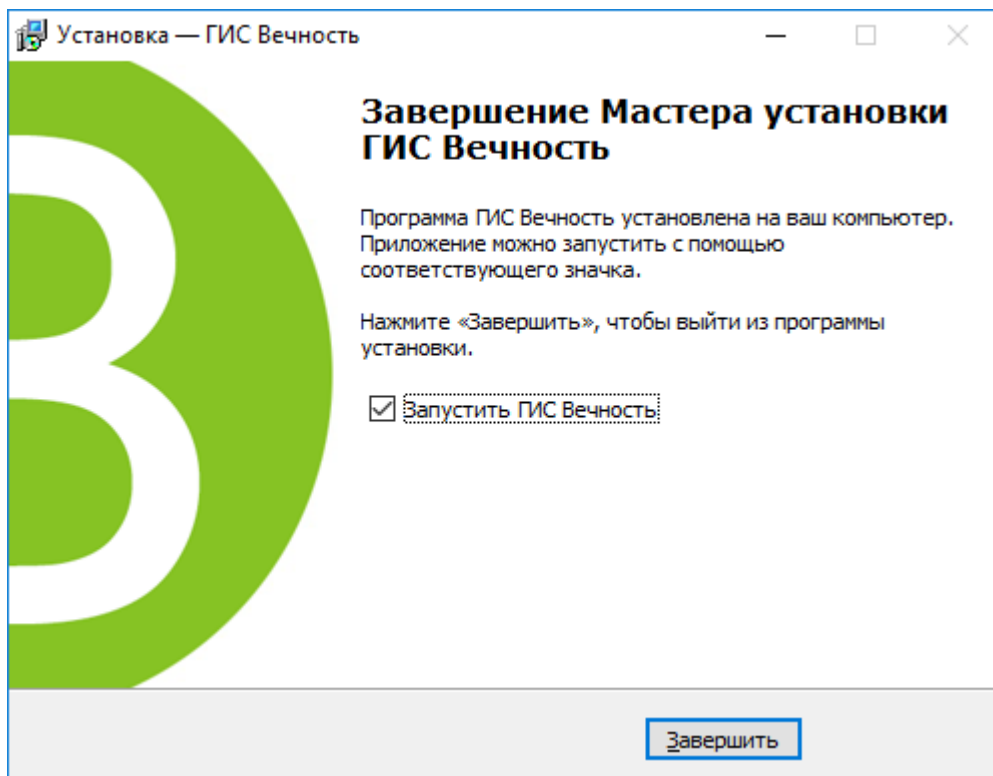 Установка — ГИС Вечность
Завершение Мастера установки
ГИС Вечность
Программа ГИС Вечность установлена на ваш компьютер.
Приложение можно запустить с помощью
соответствующего значка.
Нажмите «Завершить», чтобы выйти из программы
установки.
Запустить ГИС Вечность
Завершить